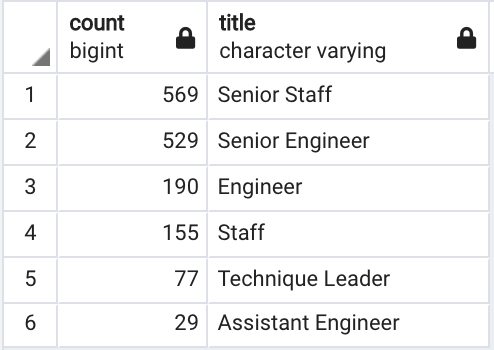 count title
bigint character varying
1 569 Senior Staff
2 529 Senior Engineer
3 190 Engineer
4 155 Staff
5 77 Technique Leader
6 29 Assistant Engineer